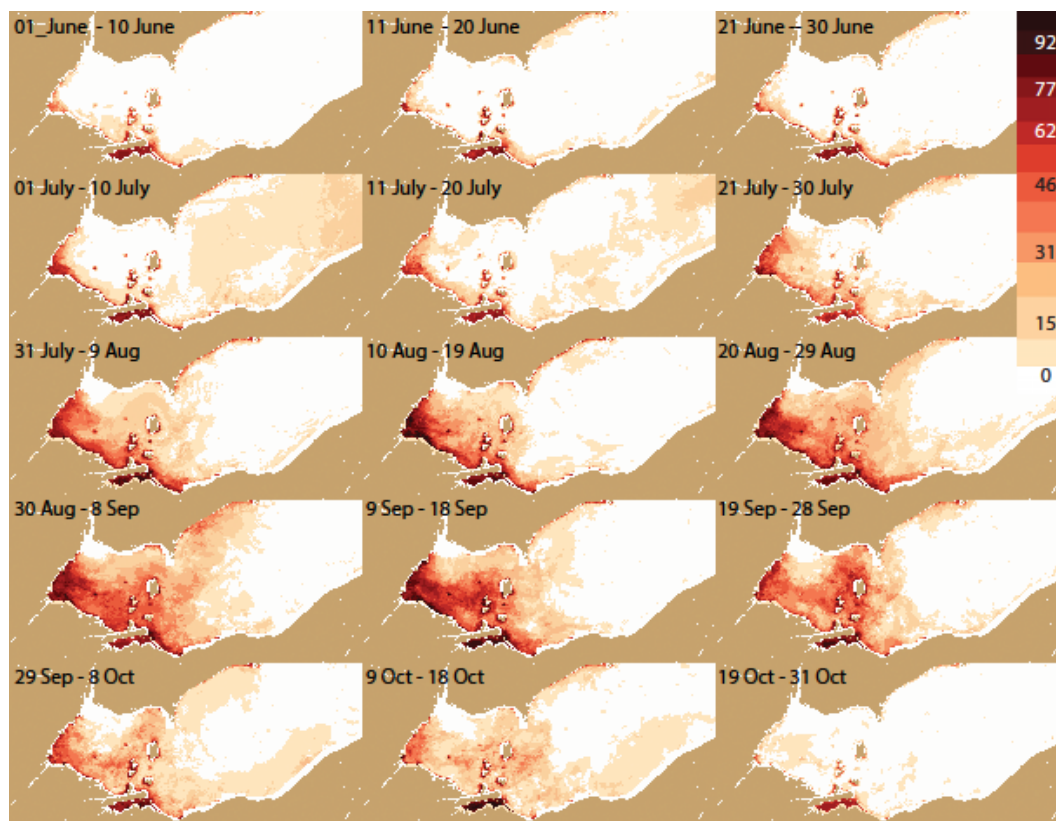 01_June - 10 June
11 June - 20 June
21 June – 30 June
01 July - 10 July
11 July - 20 July
21 July - 30 July
31 July - 9 Aug
10 Aug - 19 Aug
20 Aug - 29 Aug
30 Aug - 8 Sep
9 Sep - 18 Sep
19 Sep - 28 Sep
29 Sep - 8 Oct
9 Oct - 18 Oct
19 Oct - 31 Oct
92
77
62
46
31
15
0